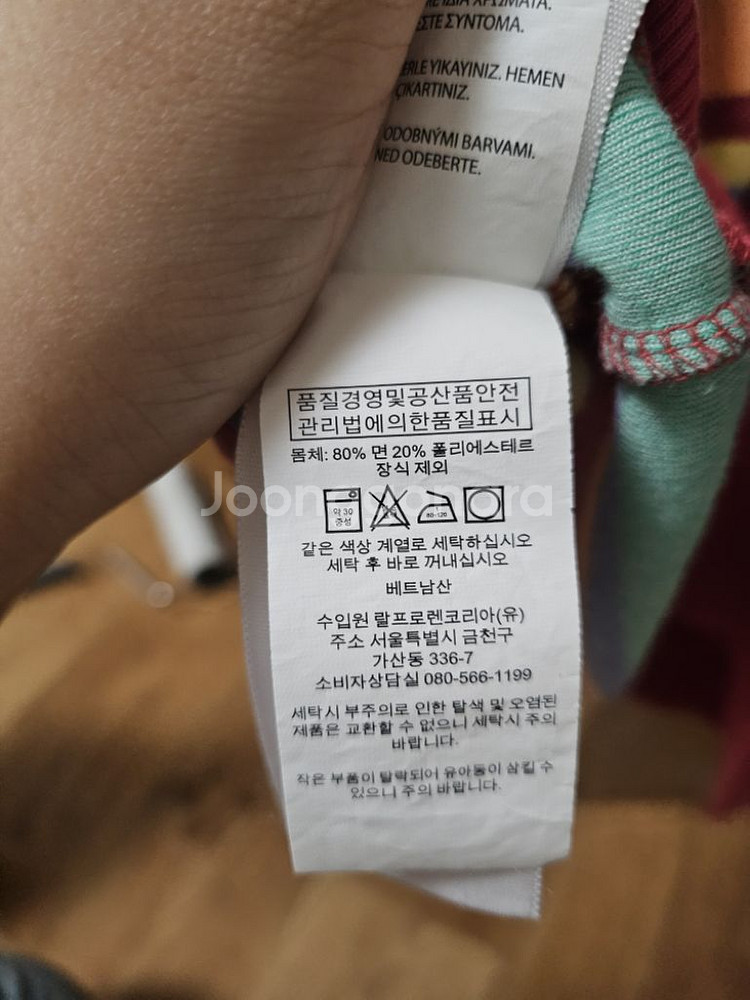 ΧΡΩΜΑΤΑ.
ΣΤΕ ΣΥΝΤΟΜΑ.
ERLE YIKAYINIZ. HEMEN
ÇIKARTINIZ.
ODOBNÝMI BARVAMI.
NED ODEBERTE.
품질경영및공산품안전
관리법에의한품질표시
몸체: 80% 면 20% 폴리에스테르
장식 제외
약 30
중성
80-120
같은 색상 계열로 세탁하십시오
세탁 후 바로 꺼내십시오
베트남산
수입원 랄프로렌코리아(유)
주소 서울특별시 금천구
가산동 336-7
소비자상담실 080-566-1199
세탁시 부주의로 인한 탈색 및 오염된
제품은 교환할 수 없으니 세탁시 주의
바랍니다.
작은 부품이 탈락되어 유아동이 삼킬 수
있으니 주의 바랍니다.
Joonggonara